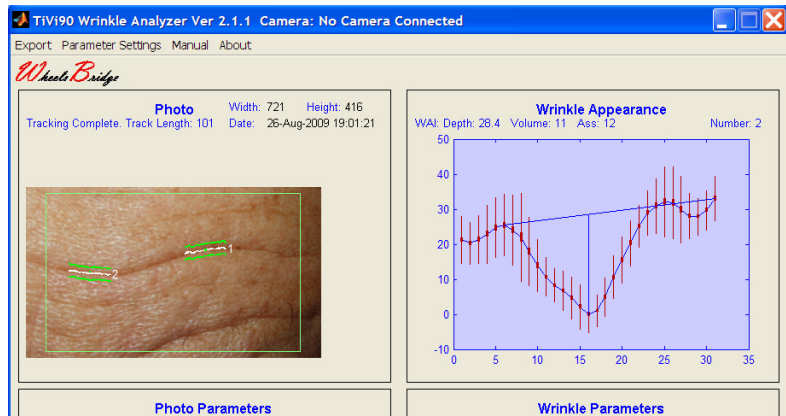 TiVi90 Wrinkle Analyzer Ver 2.1.1 Camera: No Camera Connected
Export Parameter Settings Manual About
WheelsBridge
Photo Width: 721 Height: 416
Tracking Complete. Track Length: 101 Date: 26-Aug-2009 19:01:21
1
2
Wrinkle Appearance
WAI: Depth: 28.4 Volume: 11 Ass: 12 Number: 2
50
40
30
20
10
0
-10
0 5 10 15 20 25 30 35
Photo Parameters
Wrinkle Parameters